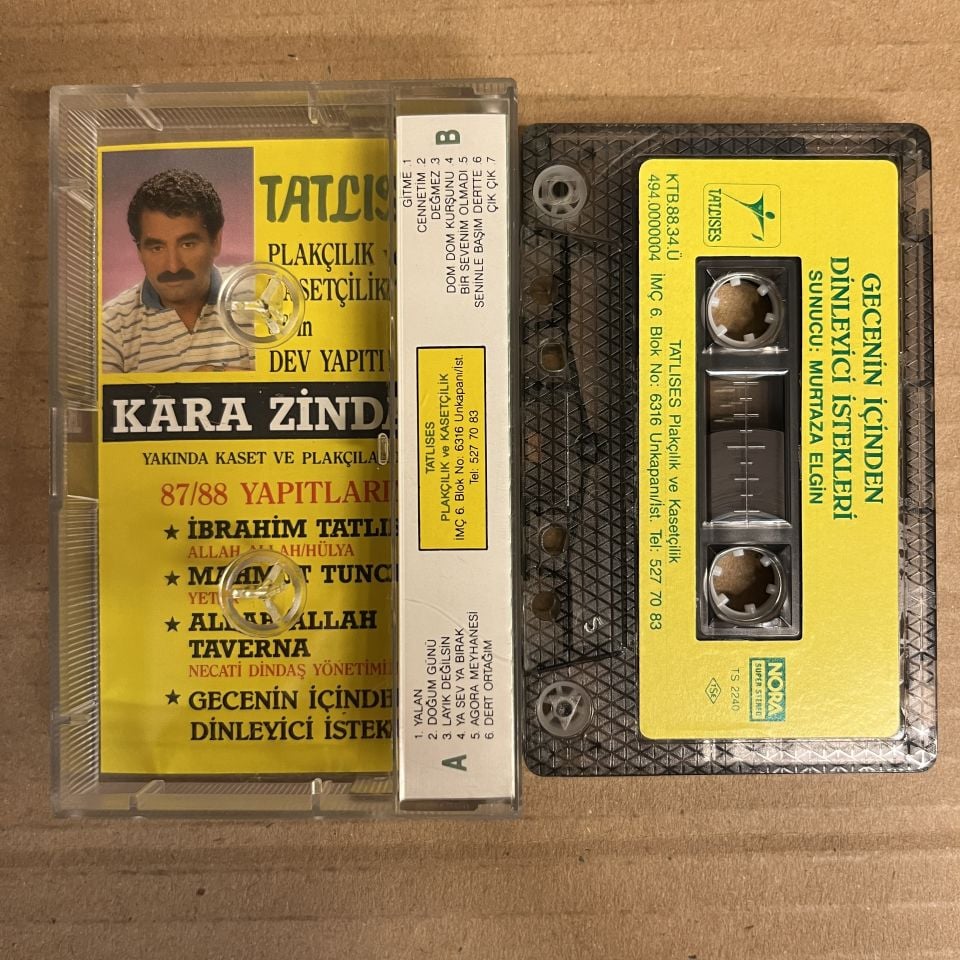 TATLIS
PLAKÇILIK
KASETÇİLİK
DEV YAPITI
KARA ZİNDA
YAKINDA KASET VE PLAKÇILA
87/88 YAPITLARI
★ İBRAHİM TATLIS
ALLAH ALLAH/HÜLYA
★ MAHMUT TUNC
YET
★ ALLAH ALLAH
TAVERNA
NECATİ DİNDAŞ YÖNETİMİ
★ GECENİN İÇİNDE
DİNLEYİCİ İSTEK
B
GİTME .1
CENNETİM 2
DEĞMEZ 3
DOM DOM KURŞUNU 4
BİR SEVENİM OLMADI 5
SENİNLE BAŞIM DERTTE 6
ÇIK ÇIK 7
TATLISES
PLAKÇILIK ve KASETÇİLİK
İMÇ 6. Blok No: 6316 Unkapanı/İst.
Tel: 527 70 83
A
1. YALAN
2. DOĞUM GÜNÜ
3. LAYIK DEĞİLSİN
4. YA SEV YA BIRAK
5. AGORA MEYHANESİ
6. DERT ORTAĞIM
GECENİN İÇİNDEN
DİNLEYİCİ İSTEKLERİ
SUNUCU: MURTAZA ELGİN
TATLISES
KTB.88.34.Ü
494.0000004
TATLISES Plakçılık ve Kasetçilik
İMÇ 6. Blok No: 6316 Unkapanı/İst. Tel: 527 70 83
NORA
SUPER STEREO
TS 2240
TSE
S